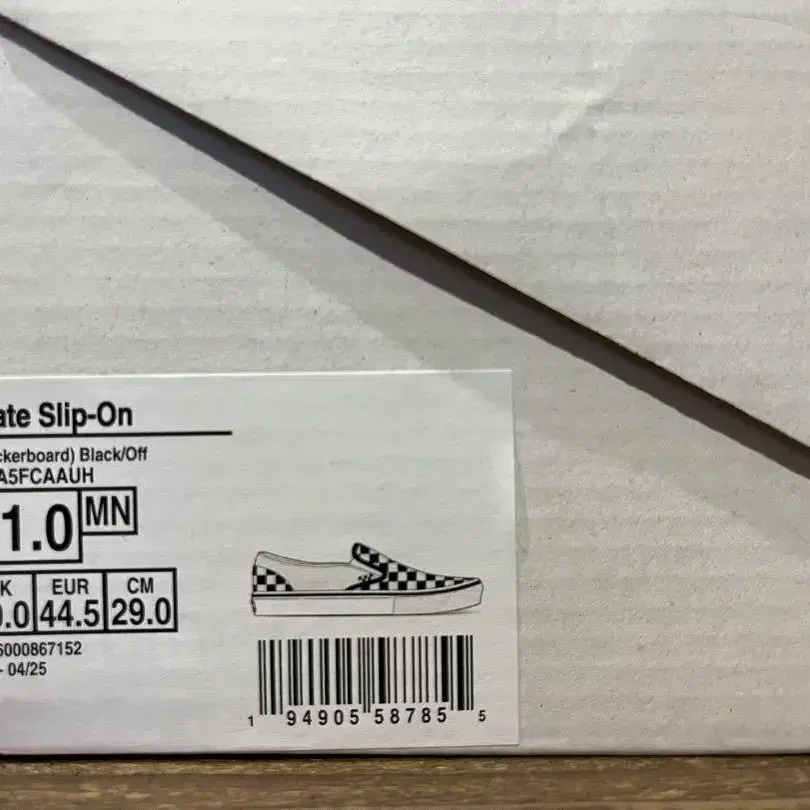 ate Slip-On
ckerboard) Black/Off
A5FCAAUH
1.0 MN
K EUR CM
0.0 44.5 29.0
6000867152
- 04/25
1 94905 58785 5